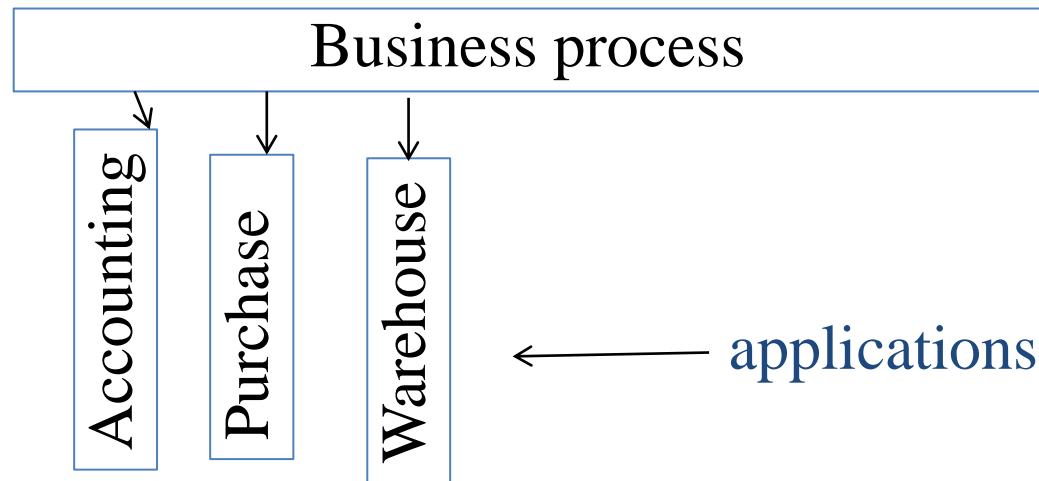 Business process
Accounting
Purchase
Warehouse
applications